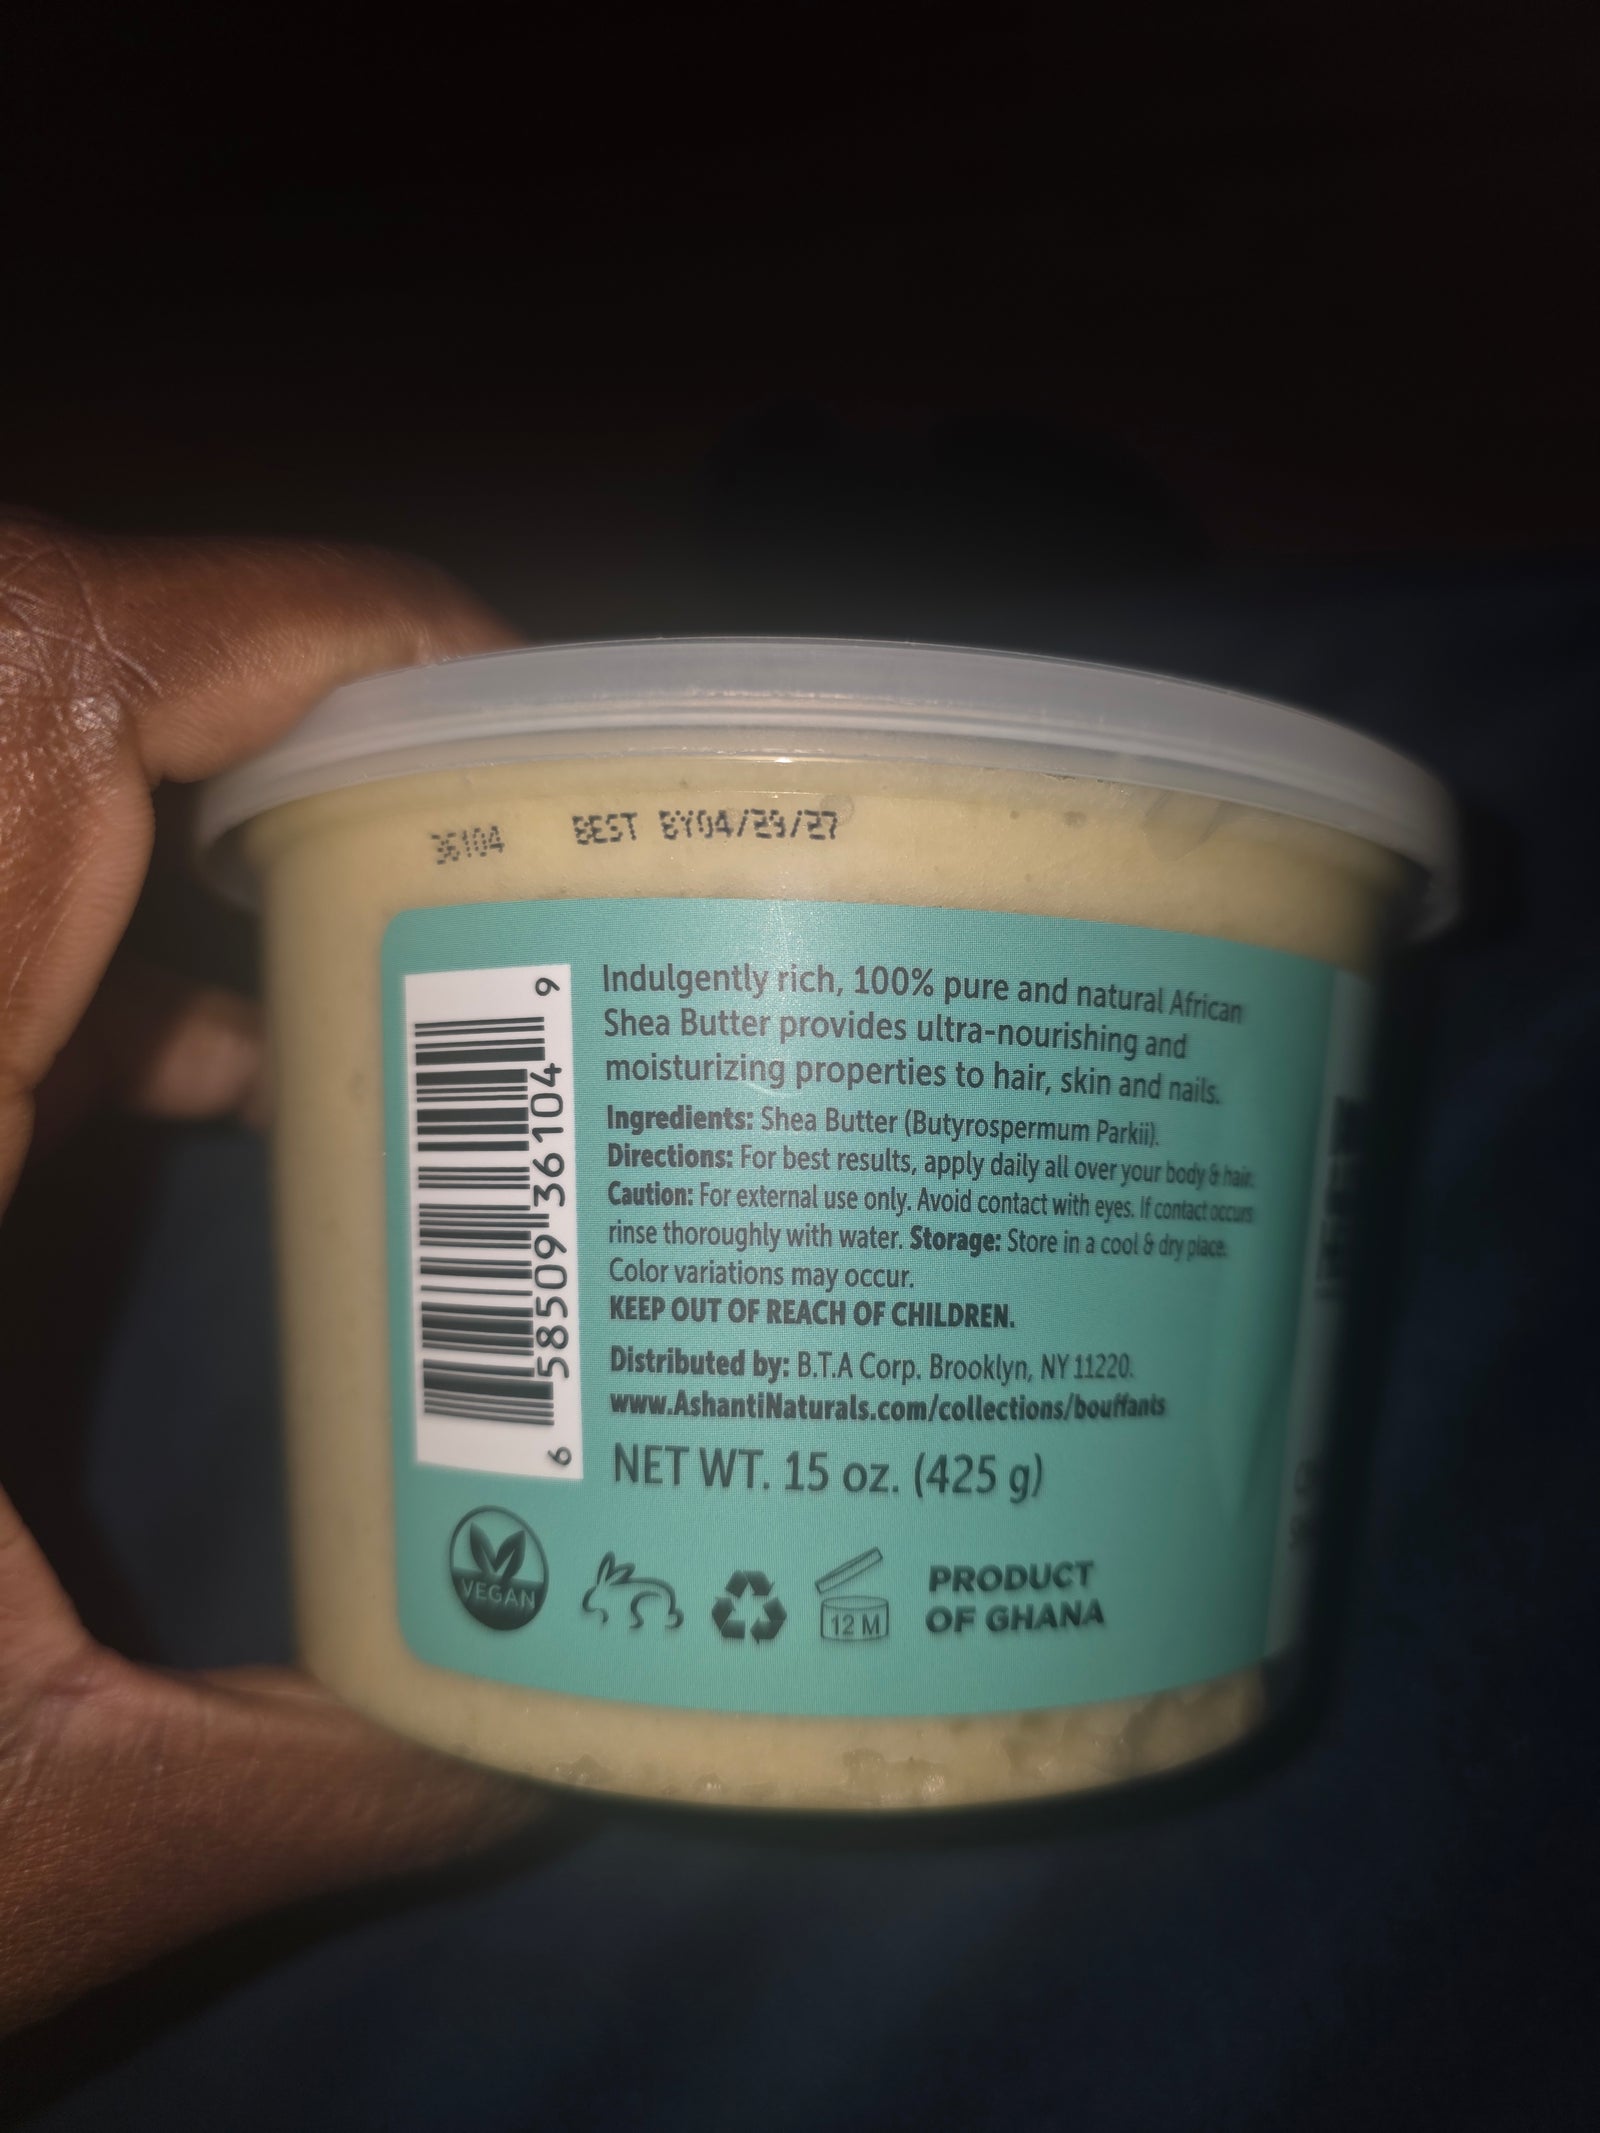 36104 BEST BY04/29/27
Indulgently rich, 100% pure and natural African
Shea Butter provides ultra-nourishing and
moisturizing properties to hair, skin and nails.
Ingredients: Shea Butter (Butyrospermum Parkii).
Directions: For best results, apply daily all over your body & hair.
Caution: For external use only. Avoid contact with eyes. If contact occurs
rinse thoroughly with water. Storage: Store in a cool & dry place.
Color variations may occur.
KEEP OUT OF REACH OF CHILDREN.
Distributed by: B.T.A Corp. Brooklyn, NY 11220.
www.AshantiNaturals.com/collections/bouffants
NET WT. 15 oz. (425 g)
6 58509 36104 9
VEGAN
12 M
PRODUCT
OF GHANA